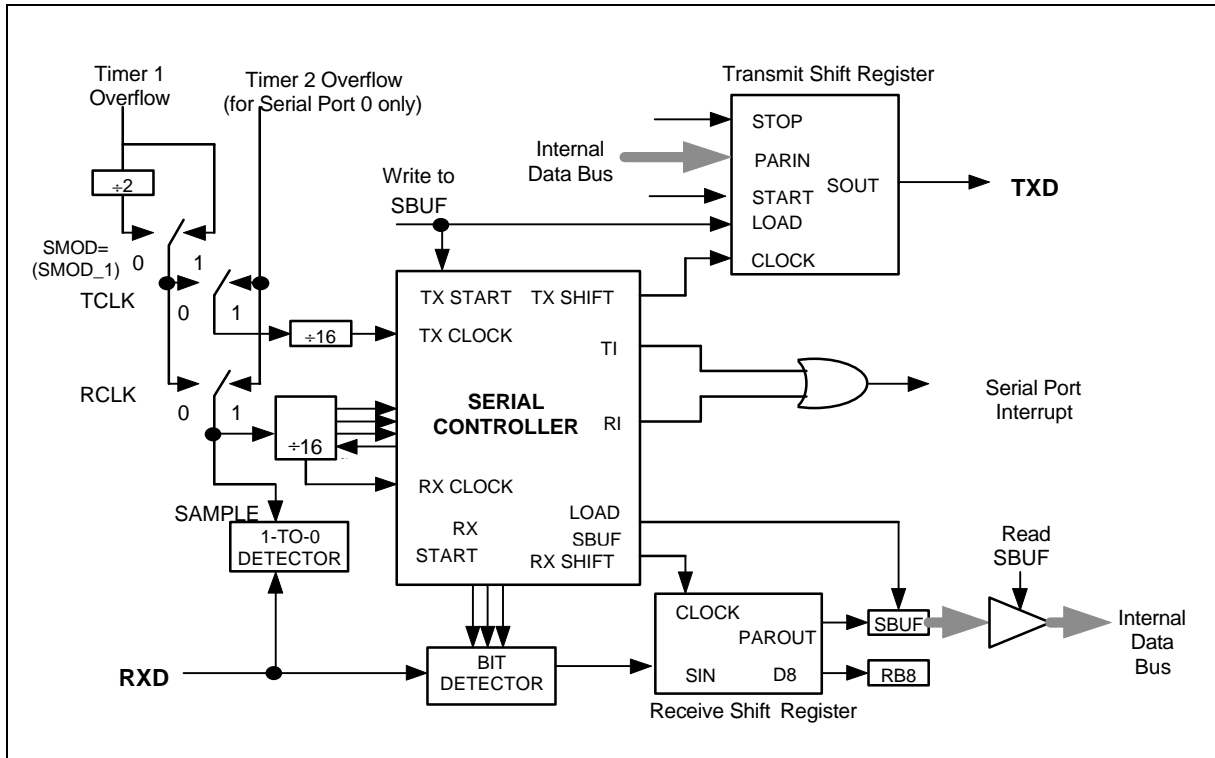 Timer 1
Overflow
Timer 2 Overflow
(for Serial Port 0 only)
Transmit Shift Register
STOP
PARIN
START
SOUT
LOAD
CLOCK
Internal
Data Bus
TXD
÷2
Write to
SBUF
SMOD=
(SMOD_1)
0
1
TCLK
0
1
÷16
TX START
TX SHIFT
TX CLOCK
TI
RCLK
0
1
÷16
SERIAL
CONTROLLER
RI
Serial Port
Interrupt
RX CLOCK
SAMPLE
1-TO-0
DETECTOR
RX
START
LOAD
SBUF
RX SHIFT
Read
SBUF
CLOCK
PAROUT
SIN
D8
SBUF
RB8
Internal
Data
Bus
RXD
BIT
DETECTOR
Receive Shift Register